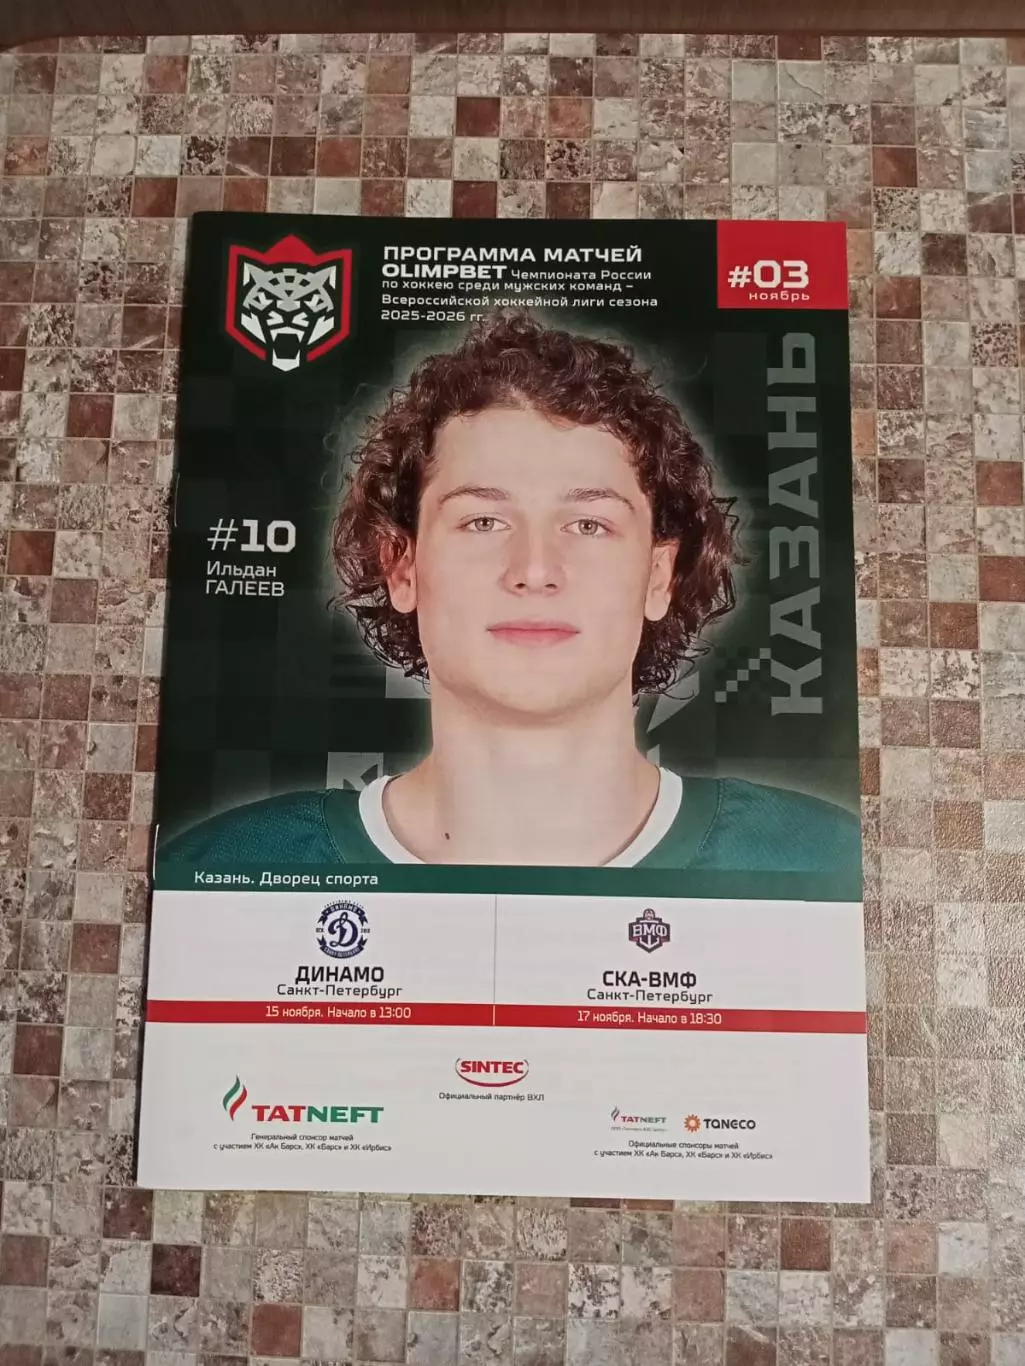 ПРОГРАММА МАТЧЕЙ
OLIMPBET Чемпионата России
по хоккею среди мужских команд –
Всероссийской хоккейной лиги сезона
2025-2026 гг.
#03
ноябрь
КАЗАНЬ
#10
Ильдан
ГАЛЕЕВ
Казань. Дворец спорта
ДИНАМО
Санкт-Петербург
15 ноября. Начало в 13:00
ВМФ
СКА-ВМФ
Санкт-Петербург
17 ноября. Начало в 18:30
SINTEC
Официальный партнёр ВХЛ
TATNEFT
Генеральный спонсор матчей
с участием ХК «Ак Барс», ХК «Барс» и ХК «Ирбис»
TATNEFT
TANECO
Официальные спонсоры матчей
с участием ХК «Ак Барс», ХК «Барс» и ХК «Ирбис»